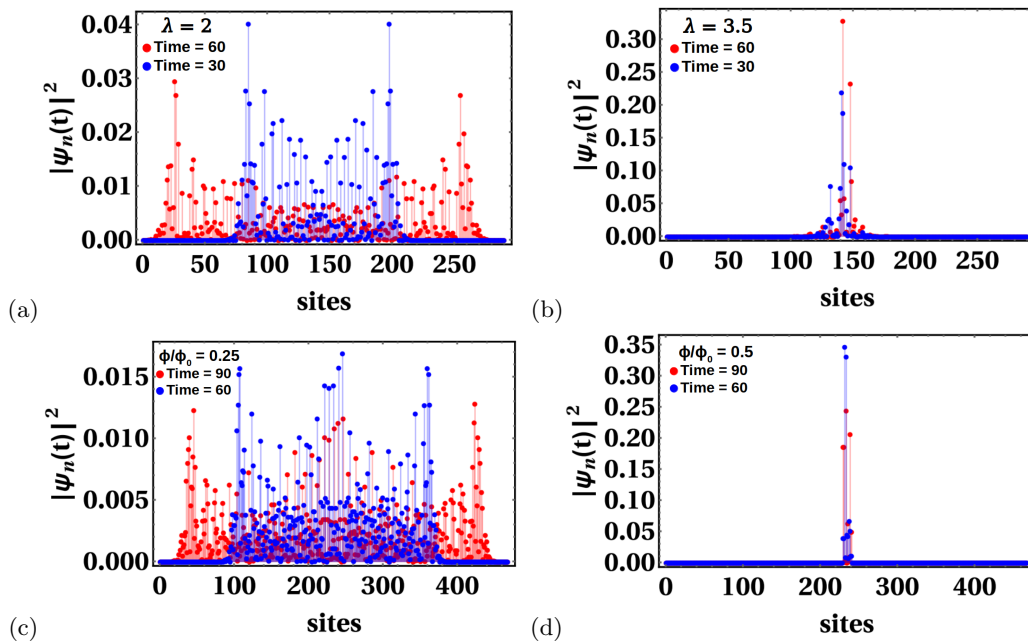 λ = 2
Time = 60
Time = 30
|ψn(t)|²
0.04
0.03
0.02
0.01
0.00
0 50 100 150 200 250
sites
(a)
λ = 3.5
Time = 60
Time = 30
|ψn(t)|²
0.30
0.25
0.20
0.15
0.10
0.05
0.00
0 50 100 150 200 250
sites
(b)
ϕ/ϕ₀ = 0.25
Time = 90
Time = 60
|ψn(t)|²
0.015
0.010
0.005
0.000
0 100 200 300 400
sites
(c)
ϕ/ϕ₀ = 0.5
Time = 90
Time = 60
|ψn(t)|²
0.35
0.30
0.25
0.20
0.15
0.10
0.05
0.00
0 100 200 300 400
sites
(d)